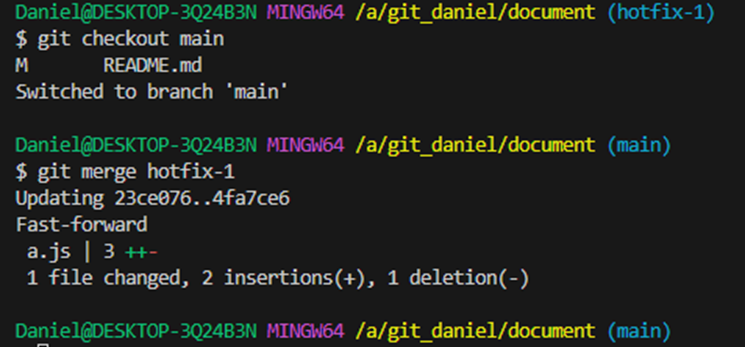 Daniel@DESKTOP-3Q24B3N MINGW64 /a/git_daniel/document (hotfix-1)
$ git checkout main
M       README.md
Switched to branch 'main'
Daniel@DESKTOP-3Q24B3N MINGW64 /a/git_daniel/document (main)
$ git merge hotfix-1
Updating 23ce076..4fa7ce6
Fast-forward
 a.js | 3 ++-
 1 file changed, 2 insertions(+), 1 deletion(-)
Daniel@DESKTOP-3Q24B3N MINGW64 /a/git_daniel/document (main)